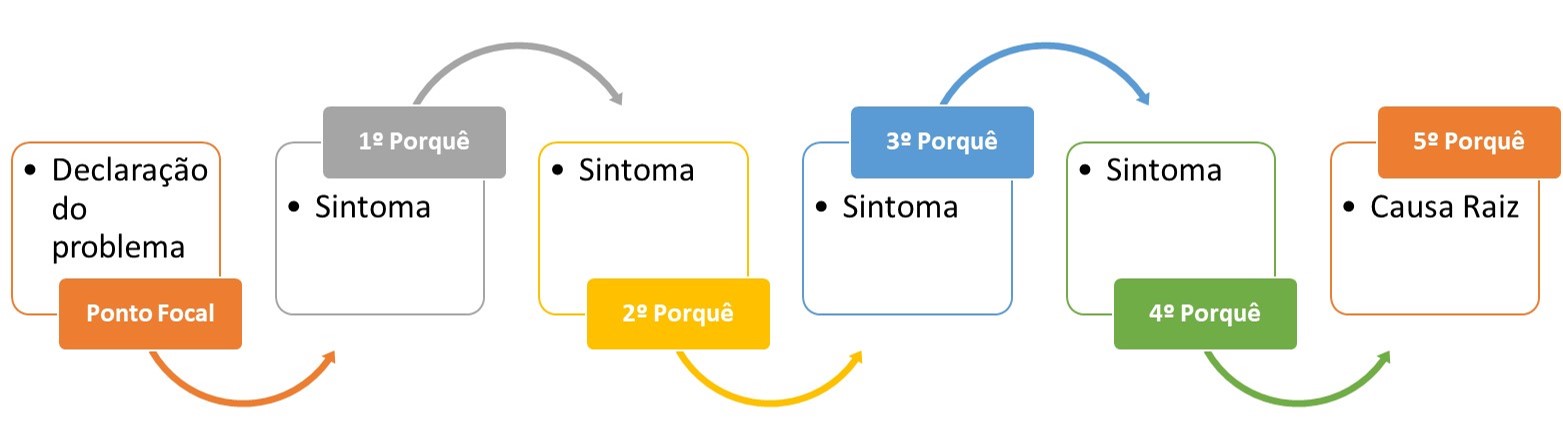 • Declaração
do
problema
Ponto Focal
1º Porquê
• Sintoma
• Sintoma
2º Porquê
3º Porquê
• Sintoma
• Sintoma
4º Porquê
5º Porquê
• Causa Raiz